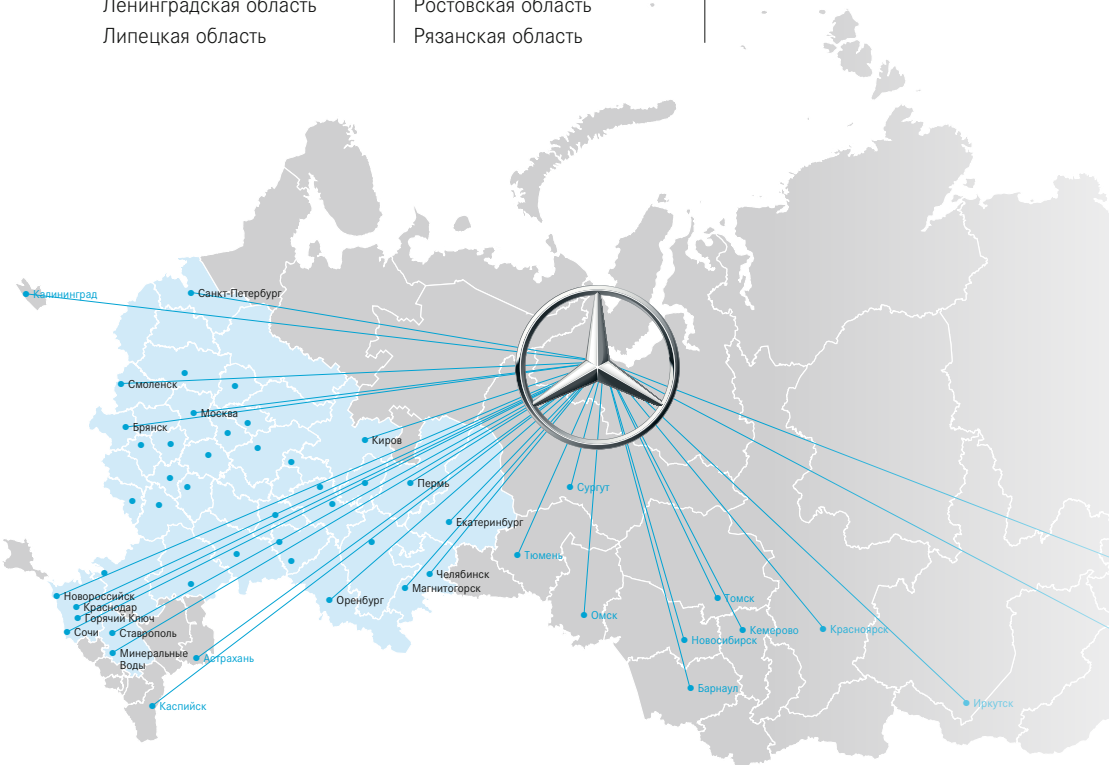 Ленинградская область
Липецкая область
Ростовская область
Рязанская область
Калининград
Санкт-Петербург
Смоленск
Москва
Брянск
Киров
Пермь
Сургут
Екатеринбург
Тюмень
Челябинск
Магнитогорск
Оренбург
Новороссийск
Краснодар
Горячий Ключ
Сочи
Ставрополь
Минеральные
Воды
Астрахань
Каспийск
Омск
Томск
Кемерово
Новосибирск
Красноярск
Барнаул
Иркутск